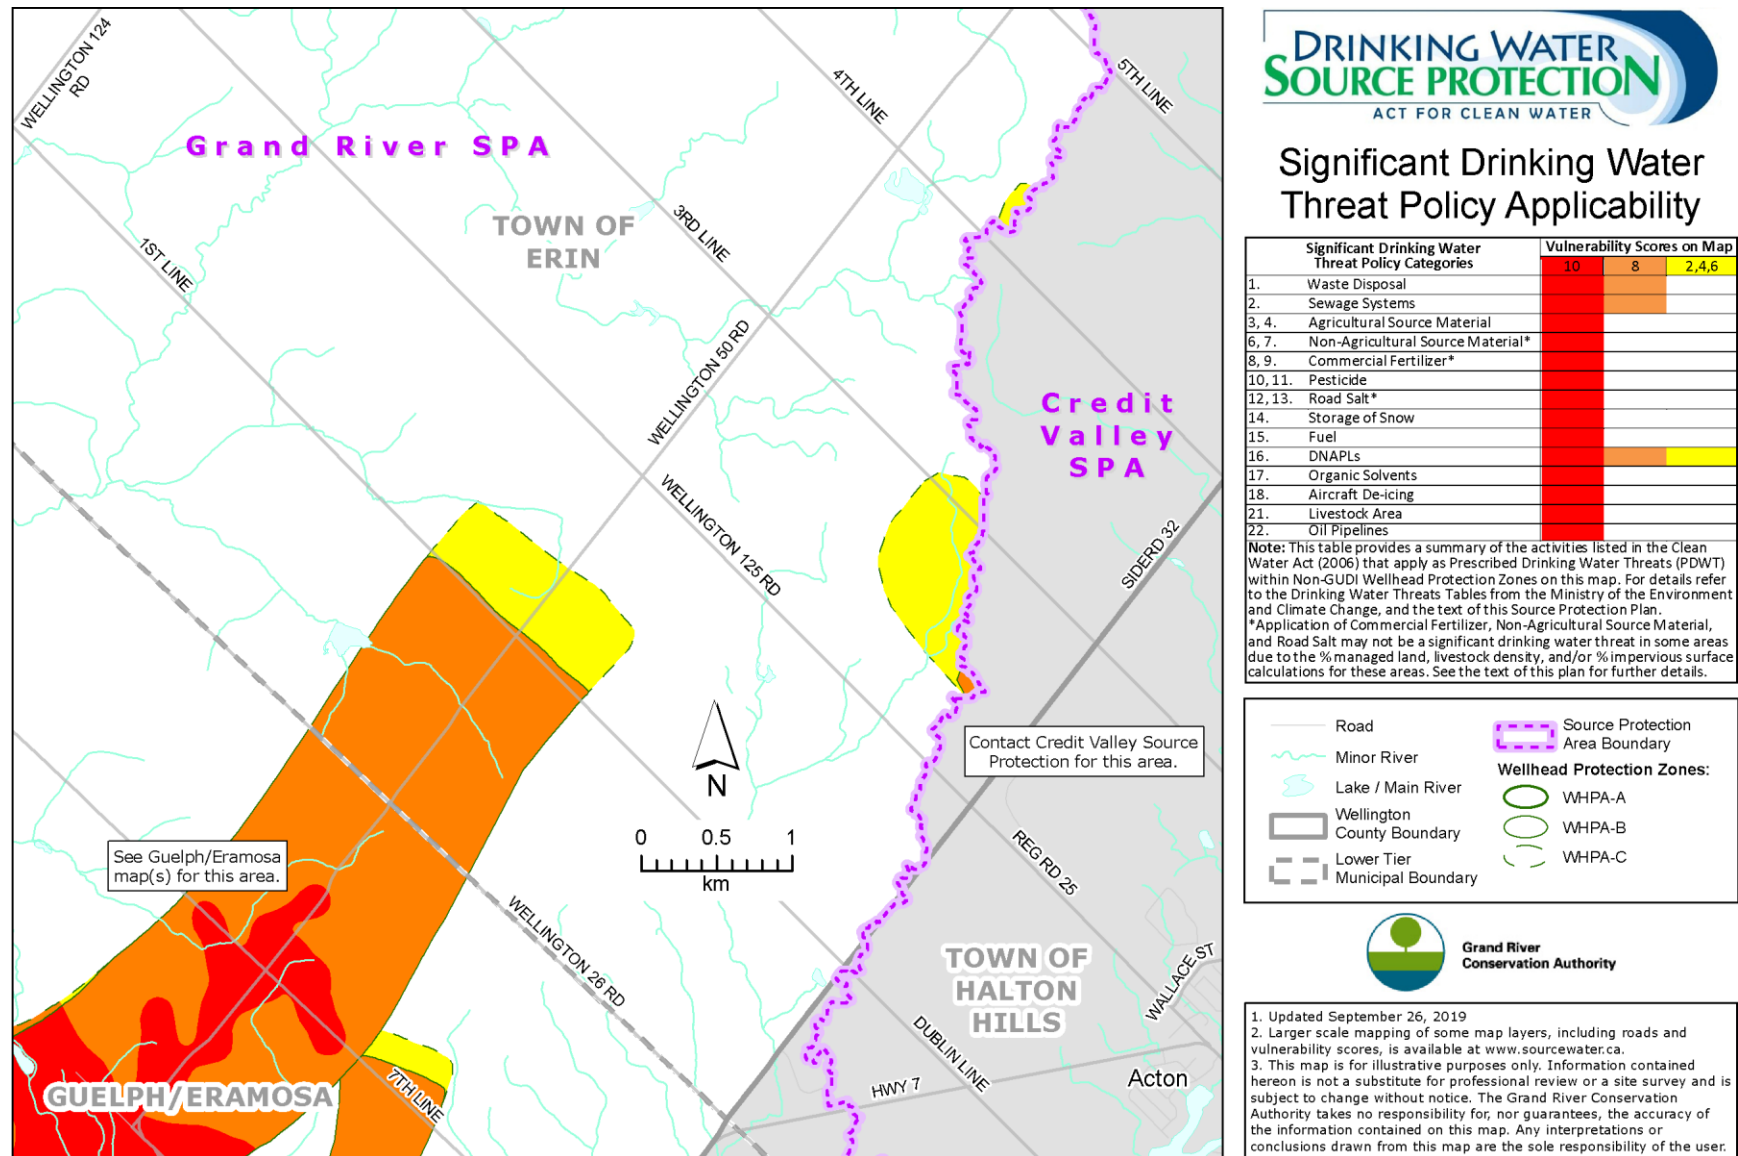 WELLINGTON 124
RD
Grand River SPA
TOWN OF
ERIN
1ST LINE
3RD LINE
4TH LINE
5TH LINE
WELLINGTON 50 RD
WELLINGTON 125 RD
Credit
Valley
SPA
SIDERD 32
Contact Credit Valley Source
Protection for this area.
N
0 0.5 1
km
See Guelph/Eramosa
map(s) for this area.
WELLINGTON 26 RD
REG RD 25
TOWN OF
HALTON
HILLS
WALLACE ST
DUBLIN LINE
HWY 7
Acton
7TH LINE
GUELPH/ERAMOSA
DRINKING WATER
SOURCE PROTECTION
ACT FOR CLEAN WATER
Significant Drinking Water
Threat Policy Applicability
Significant Drinking Water
Threat Policy Categories
Vulnerability Scores on Map
10 8 2,4,6
1. Waste Disposal
2. Sewage Systems
3, 4. Agricultural Source Material
6, 7. Non-Agricultural Source Material*
8, 9. Commercial Fertilizer*
10, 11. Pesticide
12, 13. Road Salt*
14. Storage of Snow
15. Fuel
16. DNAPLs
17. Organic Solvents
18. Aircraft De-icing
21. Livestock Area
22. Oil Pipelines
Note: This table provides a summary of the activities listed in the Clean
Water Act (2006) that apply as Prescribed Drinking Water Threats (PDWT)
within Non-GUDI Wellhead Protection Zones on this map. For details refer
to the Drinking Water Threats Tables from the Ministry of the Environment
and Climate Change, and the text of this Source Protection Plan.
*Application of Commercial Fertilizer, Non-Agricultural Source Material,
and Road Salt may not be a significant drinking water threat in some areas
due to the % managed land, livestock density, and/or % impervious surface
calculations for these areas. See the text of this plan for further details.
Road
Minor River
Lake / Main River
Wellington
County Boundary
Lower Tier
Municipal Boundary
Source Protection
Area Boundary
Wellhead Protection Zones:
WHPA-A
WHPA-B
WHPA-C
Grand River
Conservation Authority
1. Updated September 26, 2019
2. Larger scale mapping of some map layers, including roads and
vulnerability scores, is available at www.sourcewater.ca.
3. This map is for illustrative purposes only. Information contained
hereon is not a substitute for professional review or a site survey and is
subject to change without notice. The Grand River Conservation
Authority takes no responsibility for, nor guarantees, the accuracy of
the information contained on this map. Any interpretations or
conclusions drawn from this map are the sole responsibility of the user.